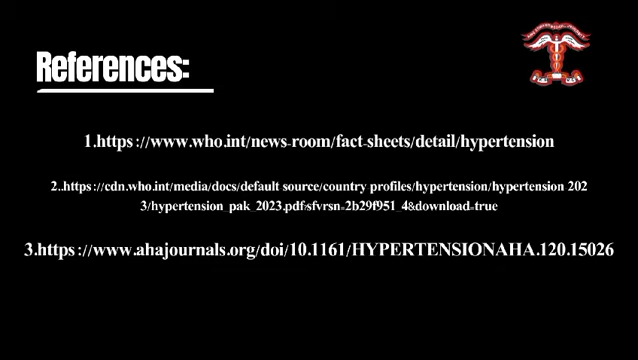 References:
1.https://www.who.int/news-room/fact-sheets/detail/hypertension
2..https://cdn.who.int/media/docs/default source/country profiles/hypertension/hypertension 202
3/hypertension_pak_2023.pdf?sfvrsn=2b29f951_4&download=true
3.https://www.ahajournals.org/doi/10.1161/HYPERTENSIONAHA.120.15026